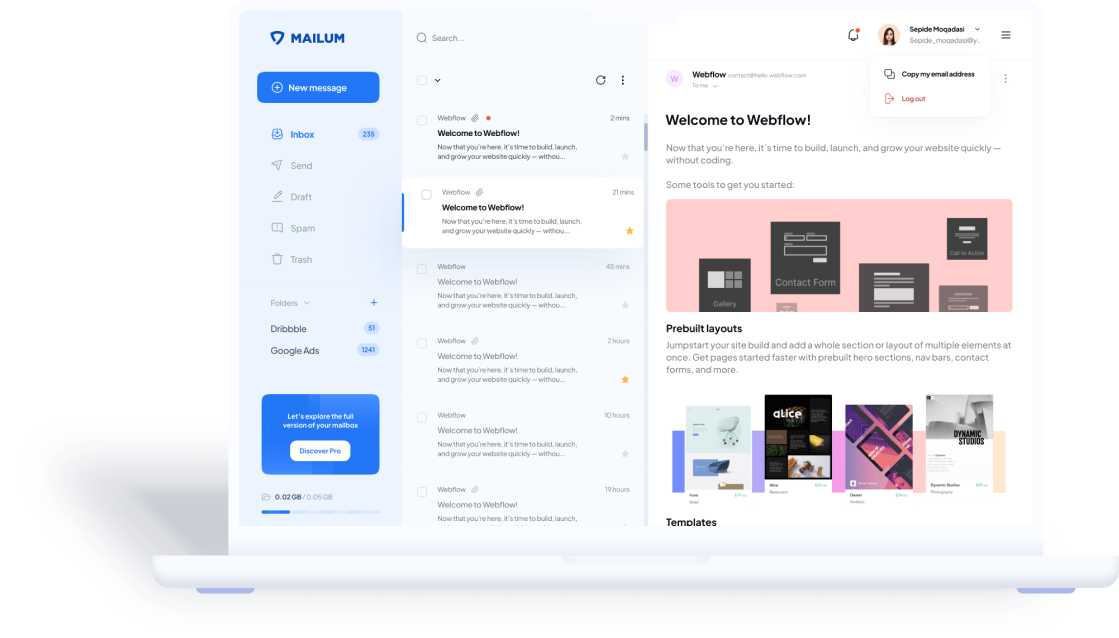 MAILUM
New message
Inbox
235
Send
Draft
Spam
Trash
Folders
+
Dribbble
51
Google Ads
1241
Let's explore the full
version of your mailbox
Discover Pro
0.02 GB / 0.05 GB
Search...
Webflow
2 mins
Welcome to Webflow!
Now that you're here, it's time to build, launch,
and grow your website quickly — withou...
Webflow
21 mins
Welcome to Webflow!
Now that you're here, it's time to build, launch,
and grow your website quickly — withou...
Webflow
45 mins
Welcome to Webflow!
Now that you're here, it's time to build, launch,
and grow your website quickly — withou...
Webflow
2 hours
Welcome to Webflow!
Now that you're here, it's time to build, launch,
and grow your website quickly — withou...
Webflow
10 hours
Welcome to Webflow!
Now that you're here, it's time to build, launch,
and grow your website quickly — withou...
Webflow
19 hours
Welcome to Webflow!
Now that you're here, it's time to build, launch,
and grow your website quickly — withou...
Sepide Moqadasi
Sepide_moqadasi@y..
Copy my email address
Log out
W
Webflow contact@hello.webflow.com
To me
Welcome to Webflow!
Now that you're here, it's time to build, launch, and grow your website quickly —
without coding.
Some tools to get you started:
Gallery
Contact Form
Call to Action
Prebuilt layouts
Jumpstart your site build and add a whole section or layout of multiple elements at
once. Get pages started faster with prebuilt hero sections, nav bars, contact
forms, and more.
alice
DYNAMIC
STUDIOS
Alice
Restaurant
Dexter
Portfolio
Dynamic Studios
Photography
Templates